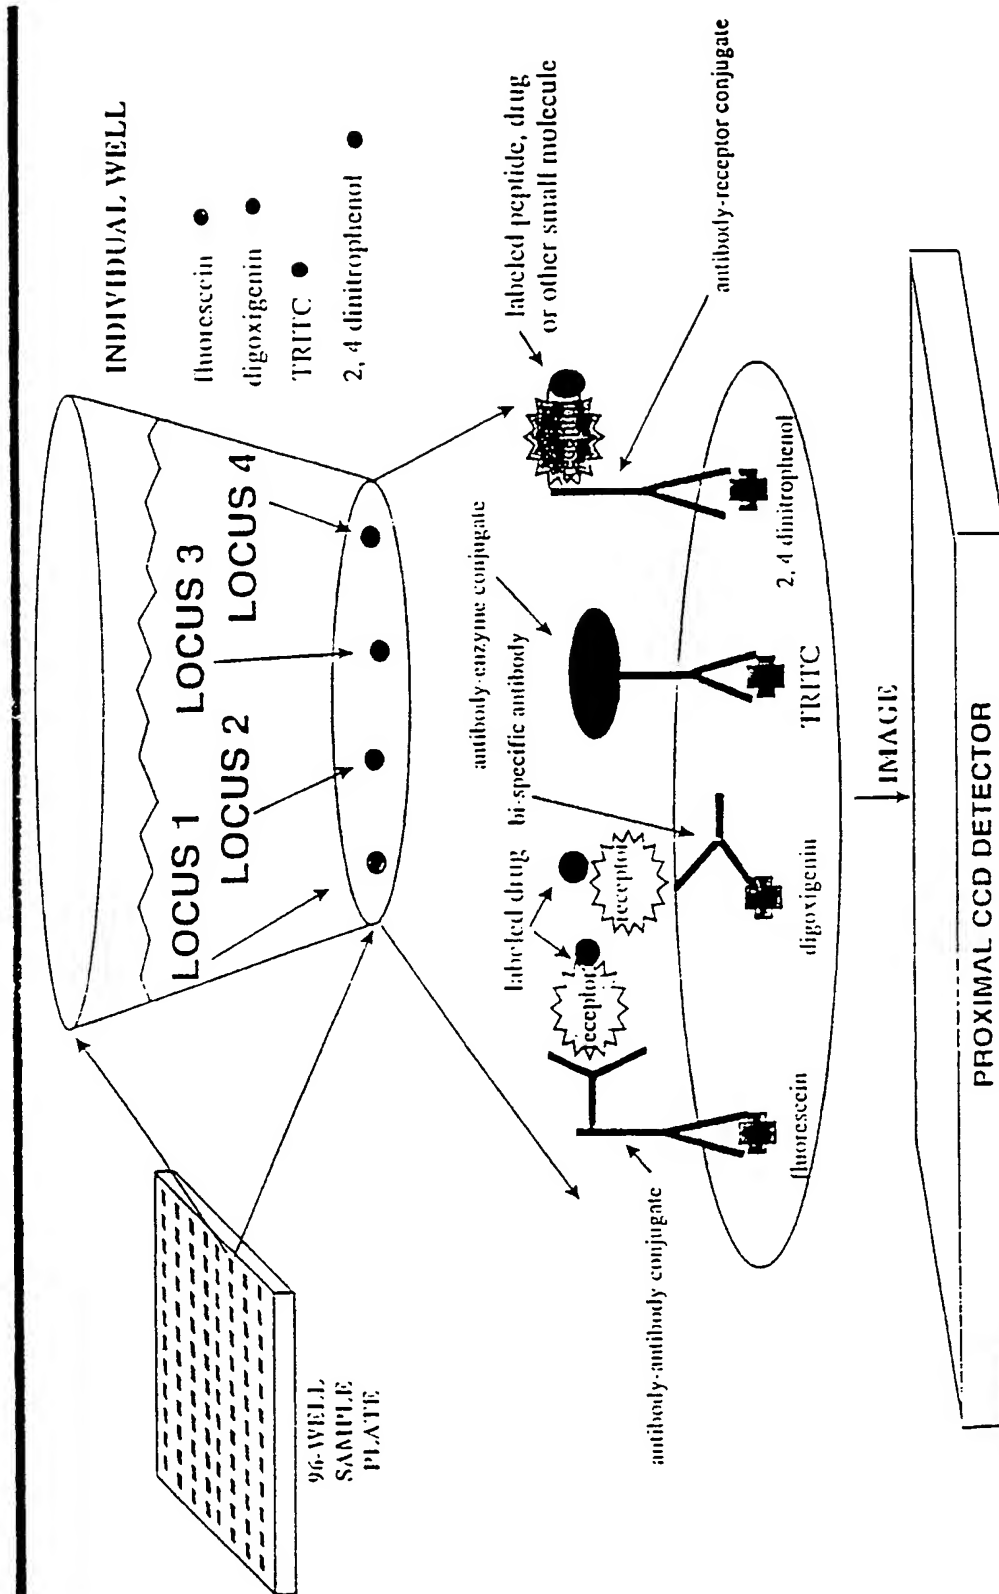 INDIVIDUAL WELL
fluorescein
digoxigenin
TRITC
2, 4 dinitrophenol
LOCUS 1
LOCUS 2
LOCUS 3
LOCUS 4
96-WELL
SAMPLE
PLATE
labeled peptide, drug
or other small molecule
antibody-receptor conjugate
antibody-enzyme conjugate
bi-specific antibody
labeled drug
receptor
receptor
antibody-antibody conjugate
fluorescein
digoxigenin
TRITC
2, 4 dinitrophenol
IMAGE
PROXIMAL CCD DETECTOR